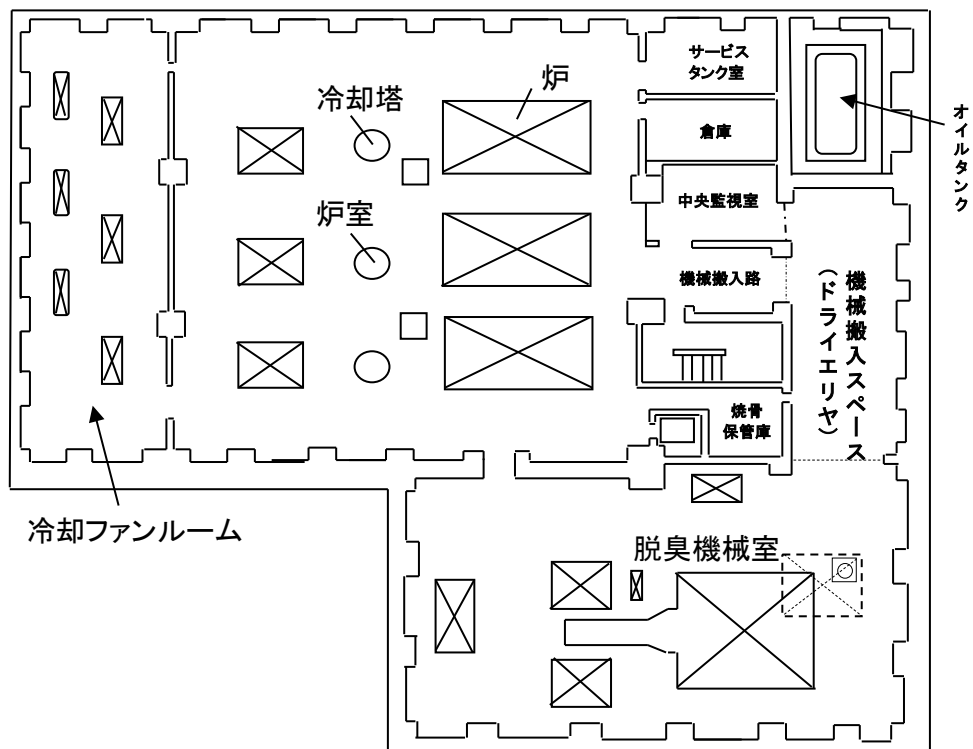 サービス
タンク室
炉
冷却塔
倉庫
オイルタンク
中央監視室
炉室
機械搬入路
機械搬入スペース
（ドライエリヤ）
焼骨
保管庫
冷却ファンルーム
脱臭機械室